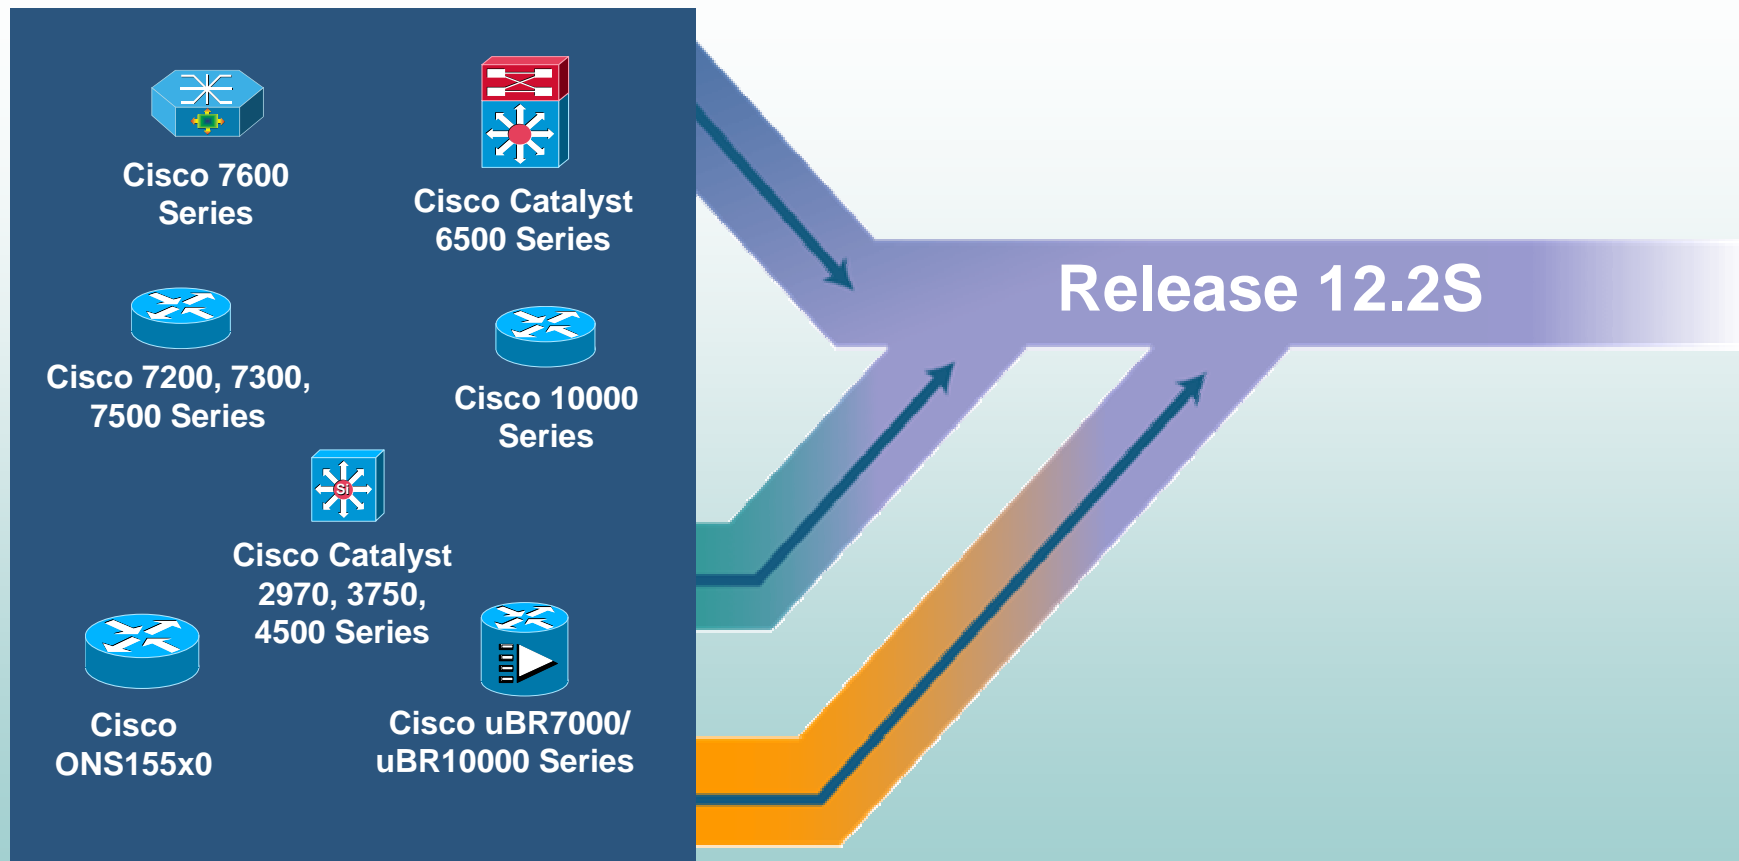 Cisco 7600
Series
Cisco Catalyst
6500 Series
Cisco 7200, 7300,
7500 Series
Cisco 10000
Series
Si
Cisco Catalyst
2970, 3750,
4500 Series
Cisco
ONS155x0
Cisco uBR7000/
uBR10000 Series
Release 12.2S